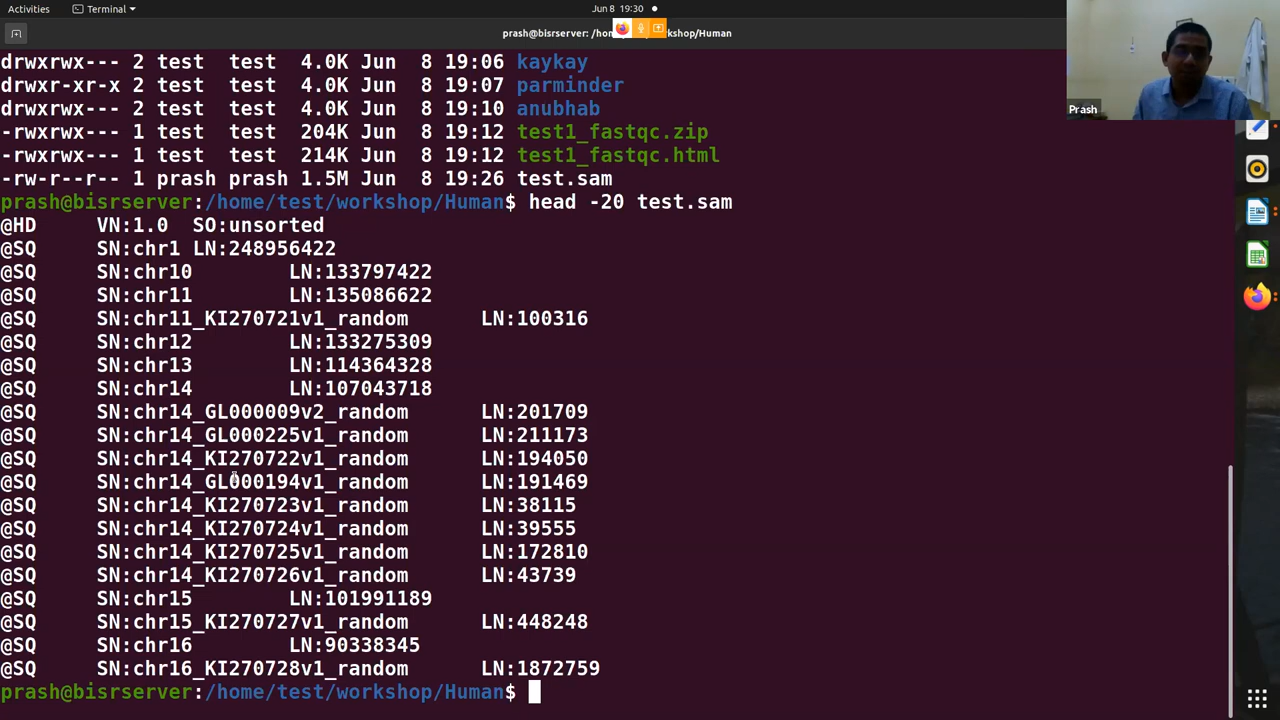 Activities
Terminal
Jun 8 19:30
prash@bisrserver: /hom
kshop/Human
Prash
drwxrwx--- 2 test test 4.0K Jun 8 19:06 kaykay
drwxr-xr-x 2 test test 4.0K Jun 8 19:07 parminder
drwxrwx--- 2 test test 4.0K Jun 8 19:10 anubhab
-rwxrwx--- 1 test test 204K Jun 8 19:12 test1_fastqc.zip
-rwxrwx--- 1 test test 214K Jun 8 19:12 test1_fastqc.html
-rw-r--r-- 1 prash prash 1.5M Jun 8 19:26 test.sam
prash@bisrserver:/home/test/workshop/Human$ head -20 test.sam
@HD VN:1.0 SO:unsorted
@SQ SN:chr1 LN:248956422
@SQ SN:chr10 LN:133797422
@SQ SN:chr11 LN:135086622
@SQ SN:chr11_KI270721v1_random LN:100316
@SQ SN:chr12 LN:133275309
@SQ SN:chr13 LN:114364328
@SQ SN:chr14 LN:107043718
@SQ SN:chr14_GL000009v2_random LN:201709
@SQ SN:chr14_GL000225v1_random LN:211173
@SQ SN:chr14_KI270722v1_random LN:194050
@SQ SN:chr14_GL000194v1_random LN:191469
@SQ SN:chr14_KI270723v1_random LN:38115
@SQ SN:chr14_KI270724v1_random LN:39555
@SQ SN:chr14_KI270725v1_random LN:172810
@SQ SN:chr14_KI270726v1_random LN:43739
@SQ SN:chr15 LN:101991189
@SQ SN:chr15_KI270727v1_random LN:448248
@SQ SN:chr16 LN:90338345
@SQ SN:chr16_KI270728v1_random LN:1872759
prash@bisrserver:/home/test/workshop/Human$